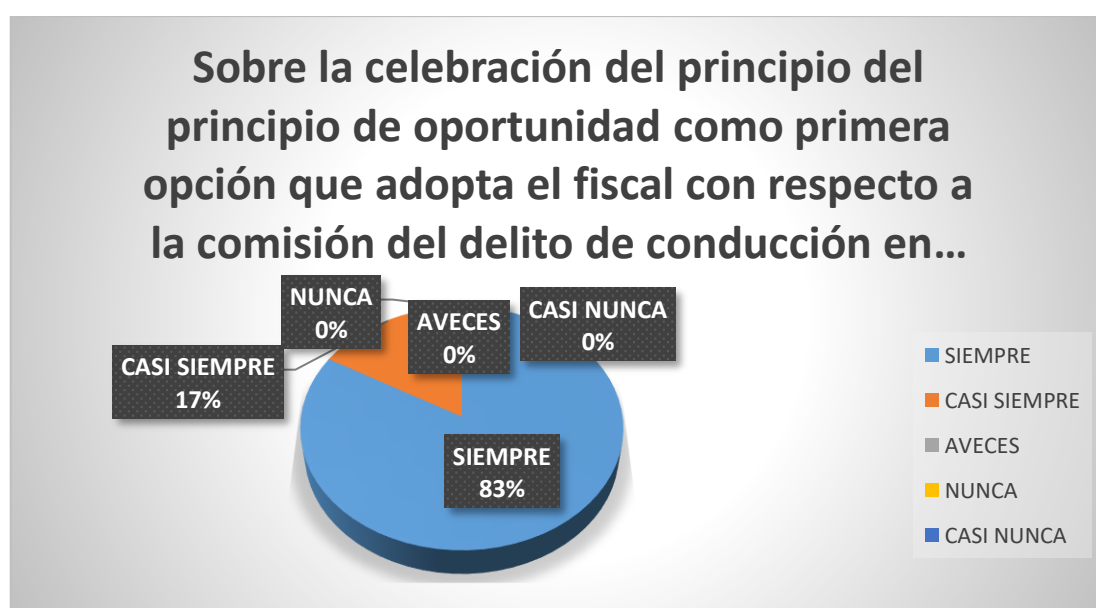 Sobre la celebración del principio del
principio de oportunidad como primera
opción que adopta el fiscal con respecto a
la comisión del delito de conducción en…
NUNCA
0%
AVECES
0%
CASI NUNCA
0%
CASI SIEMPRE
17%
SIEMPRE
83%
SIEMPRE
CASI SIEMPRE
AVECES
NUNCA
CASI NUNCA